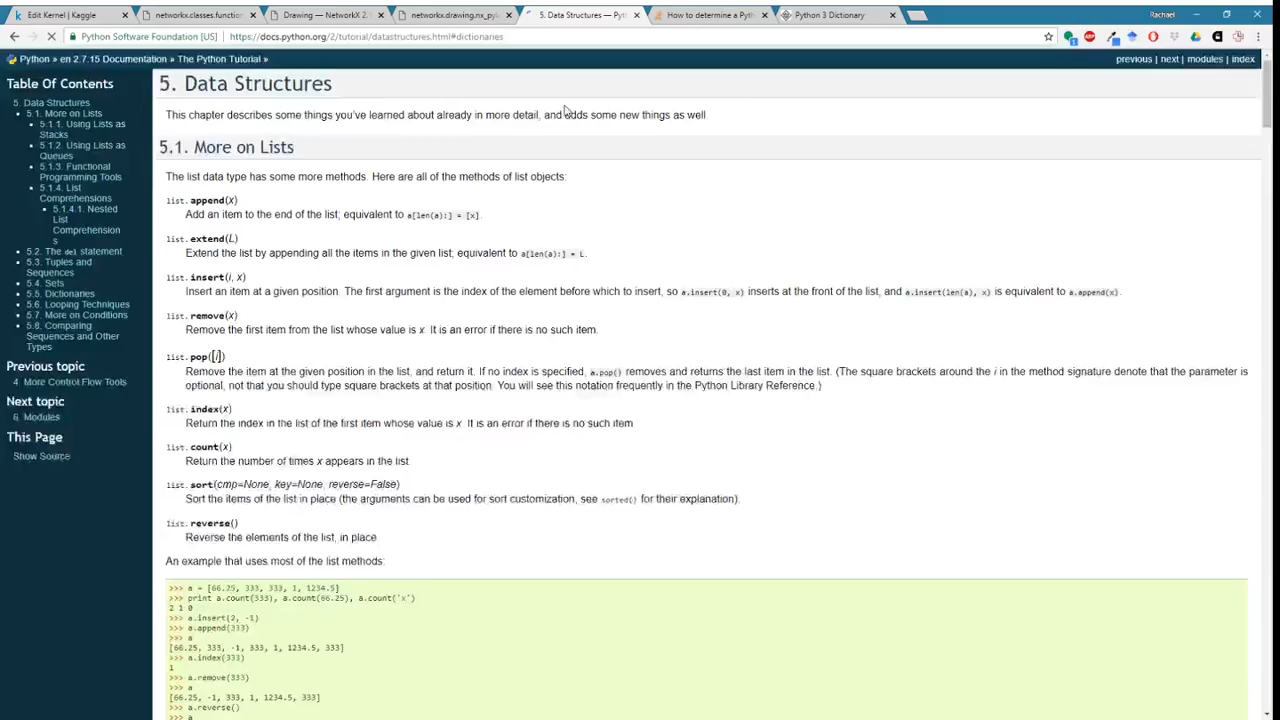 Edit Kernel | Kaggle
networkx.classes.functio
Drawing — NetworkX 2.
networkx.drawing.nx_pyl
5. Data Structures — Pyt
How to determine a Pyth
Python 3 Dictionary
Rachael
Python Software Foundation [US]
https://docs.python.org/2/tutorial/datastructures.html#dictionaries
Python » en 2.7.15 Documentation » The Python Tutorial »
previous | next | modules | index
Table Of Contents
5. Data Structures
5.1. More on Lists
5.1.1. Using Lists as
Stacks
5.1.2. Using Lists as
Queues
5.1.3. Functional
Programming Tools
5.1.4. List
Comprehensions
5.1.4.1. Nested
List
Comprehension
s
5.2. The del statement
5.3. Tuples and
Sequences
5.4. Sets
5.5. Dictionaries
5.6. Looping Techniques
5.7. More on Conditions
5.8. Comparing
Sequences and Other
Types
Previous topic
4. More Control Flow Tools
Next topic
6. Modules
This Page
Show Source
5. Data Structures
This chapter describes some things you've learned about already in more detail, and adds some new things as well.
5.1. More on Lists
The list data type has some more methods. Here are all of the methods of list objects:
list.append(x)
Add an item to the end of the list; equivalent to a[len(a):] = [x].
list.extend(L)
Extend the list by appending all the items in the given list; equivalent to a[len(a):] = L.
list.insert(i, x)
Insert an item at a given position. The first argument is the index of the element before which to insert, so a.insert(0, x) inserts at the front of the list, and a.insert(len(a), x) is equivalent to a.append(x).
list.remove(x)
Remove the first item from the list whose value is x. It is an error if there is no such item.
list.pop([i])
Remove the item at the given position in the list, and return it. If no index is specified, a.pop() removes and returns the last item in the list. (The square brackets around the i in the method signature denote that the parameter is
optional, not that you should type square brackets at that position. You will see this notation frequently in the Python Library Reference.)
list.index(x)
Return the index in the list of the first item whose value is x. It is an error if there is no such item.
list.count(x)
Return the number of times x appears in the list.
list.sort(cmp=None, key=None, reverse=False)
Sort the items of the list in place (the arguments can be used for sort customization, see sorted() for their explanation).
list.reverse()
Reverse the elements of the list, in place.
An example that uses most of the list methods:
>>> a = [66.25, 333, 333, 1, 1234.5]
>>> print a.count(333), a.count(66.25), a.count('x')
2 1 0
>>> a.insert(2, -1)
>>> a.append(333)
>>> a
[66.25, 333, -1, 333, 1, 1234.5, 333]
>>> a.index(333)
1
>>> a.remove(333)
>>> a
[66.25, -1, 333, 1, 1234.5, 333]
>>> a.reverse()
>>> a